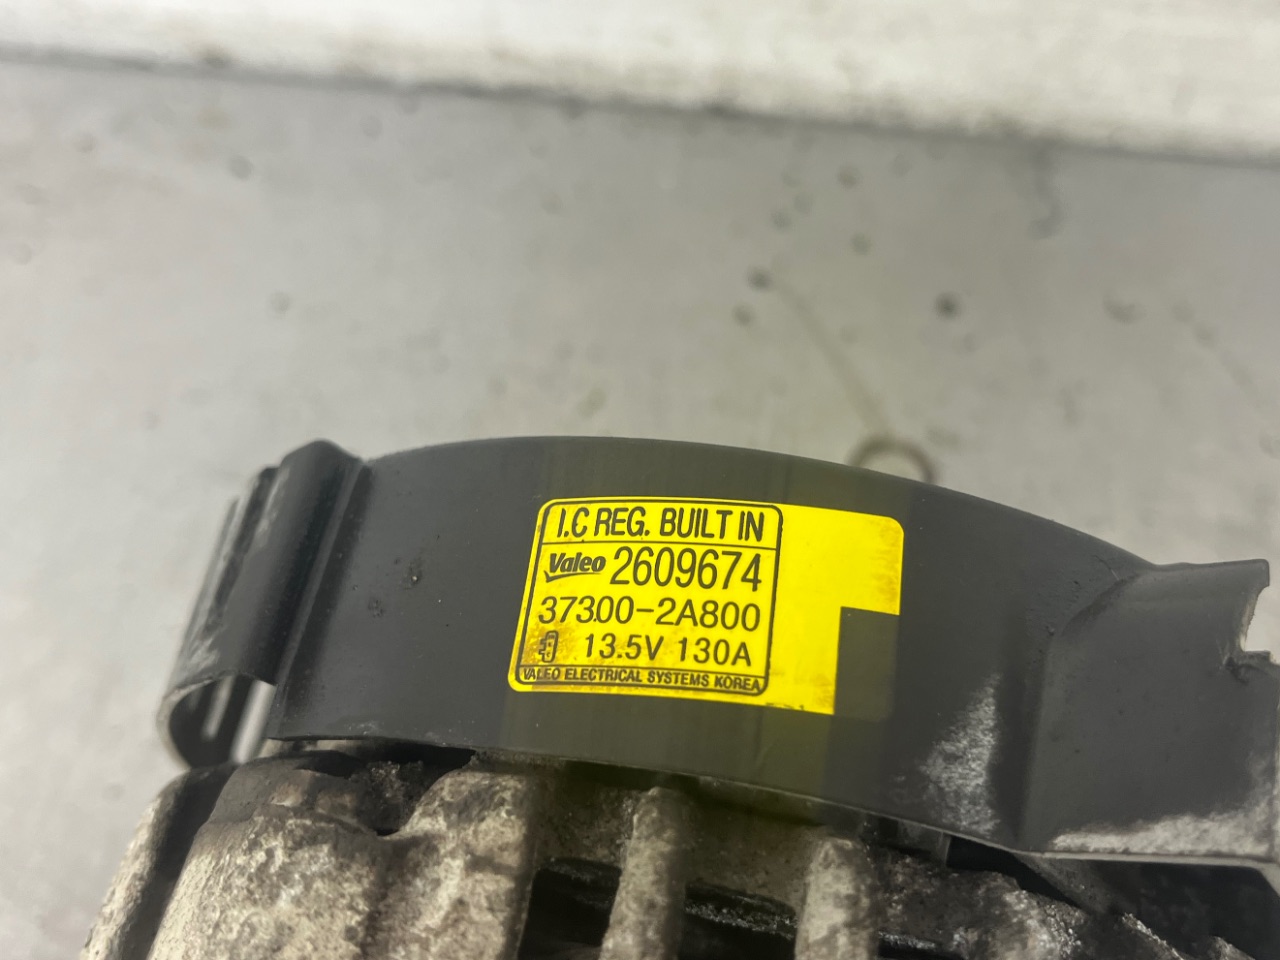 I.C REG. BUILT IN
Valeo 2609674
37300-2A800
13.5V 130A
VALEO ELECTRICAL SYSTEMS KOREA